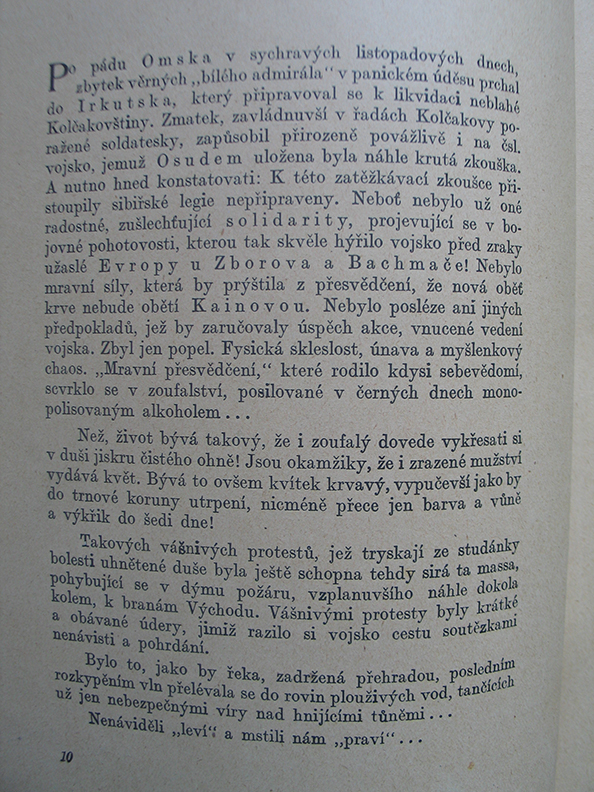 Po pádu Omska v sychravých listopadových dnech,
zbytek věrných „bílého admirála“ v panickém úděsu prchal
do Irkutska, který připravoval se k likvidaci neblahé
Kolčakovštiny. Zmatek, zavládnuvší v řadách Kolčakovy po-
ražené soldatesky, zapůsobil přirozeně povážlivě i na čsl.
vojsko, jemuž Osudem uložena byla náhle krutá zkouška.
A nutno hned konstatovati: K této zatěžkávací zkoušce při-
stoupily sibiřské legie nepřipraveny. Neboť nebylo už oné
radostné, zušlechťující solidarity, projevující se v bo-
jovné pohotovosti, kterou tak skvěle hýřilo vojsko před zraky
užaslé Evropy u Zborova a Bachmače! Nebylo
mravní síly, která by prýštila z přesvědčení, že nová oběť
krve nebude obětí Kainovou. Nebylo posléze ani jiných
předpokladů, jež by zaručovaly úspěch akce, vnucené vedení
vojska. Zbyl jen popel. Fysická skleslost, únava a myšlenkový
chaos. „Mravní přesvědčení,“ které rodilo kdysi sebevědomí,
scvrklo se v zoufalství, posilované v černých dnech mono-
polisovaným alkoholem...
Než, život bývá takový, že i zoufalý dovede vykřesati si
v duši jiskru čistého ohně! Jsou okamžiky, že i zrazené mužství
vydává květ. Bývá to ovšem kvítek krvavý, vypučevší jako by
do trnové koruny utrpení, nicméně přece jen barva a vůně
a výkřik do šedi dne!
Takových vášnivých protestů, jež tryskají ze studánky
bolesti uhnětené duše byla ještě schopna tehdy sirá ta massa,
pohybující se v dýmu požáru, vzplanuvšího náhle dokola
kolem, k branám Východu. Vášnivými protesty byly krátké
a obávané údery, jimiž razilo si vojsko cestu soutězkami
nenávisti a pohrdání.
Bylo to, jako by řeka, zadržená přehradou, posledním
rozkypěním vln přelévala se do rovin plouživých vod, tančících
už jen nebezpečnými víry nad hnijícími tůněmi...
Nenáviděli „leví“ a mstili nám „praví“...
10